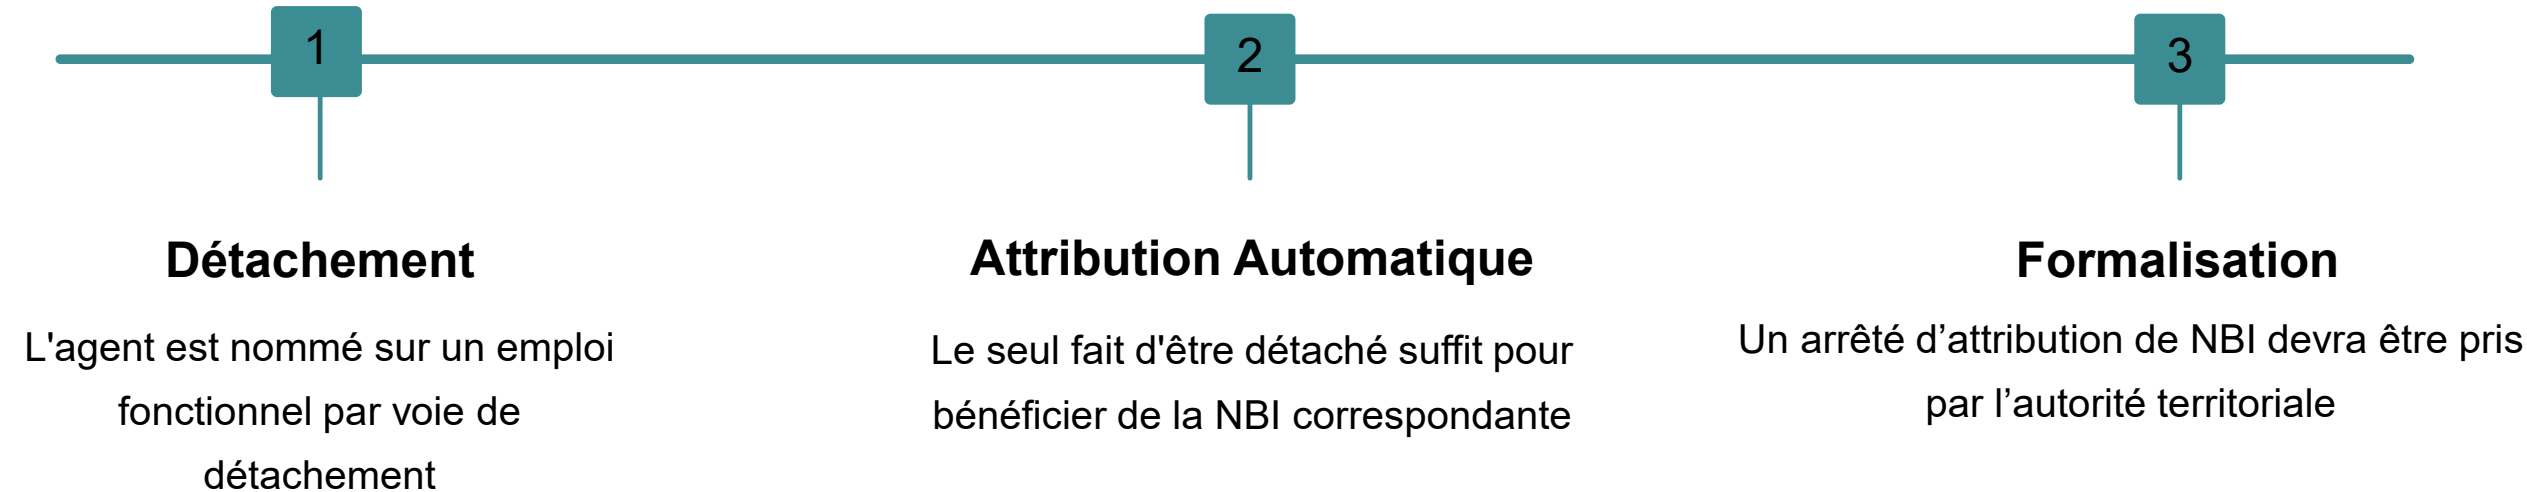 1
Détachement
L'agent est nommé sur un emploi
fonctionnel par voie de
détachement
2
Attribution Automatique
Le seul fait d'être détaché suffit pour
bénéficier de la NBI correspondante
3
Formalisation
Un arrêté d’attribution de NBI devra être pris
par l’autorité territoriale